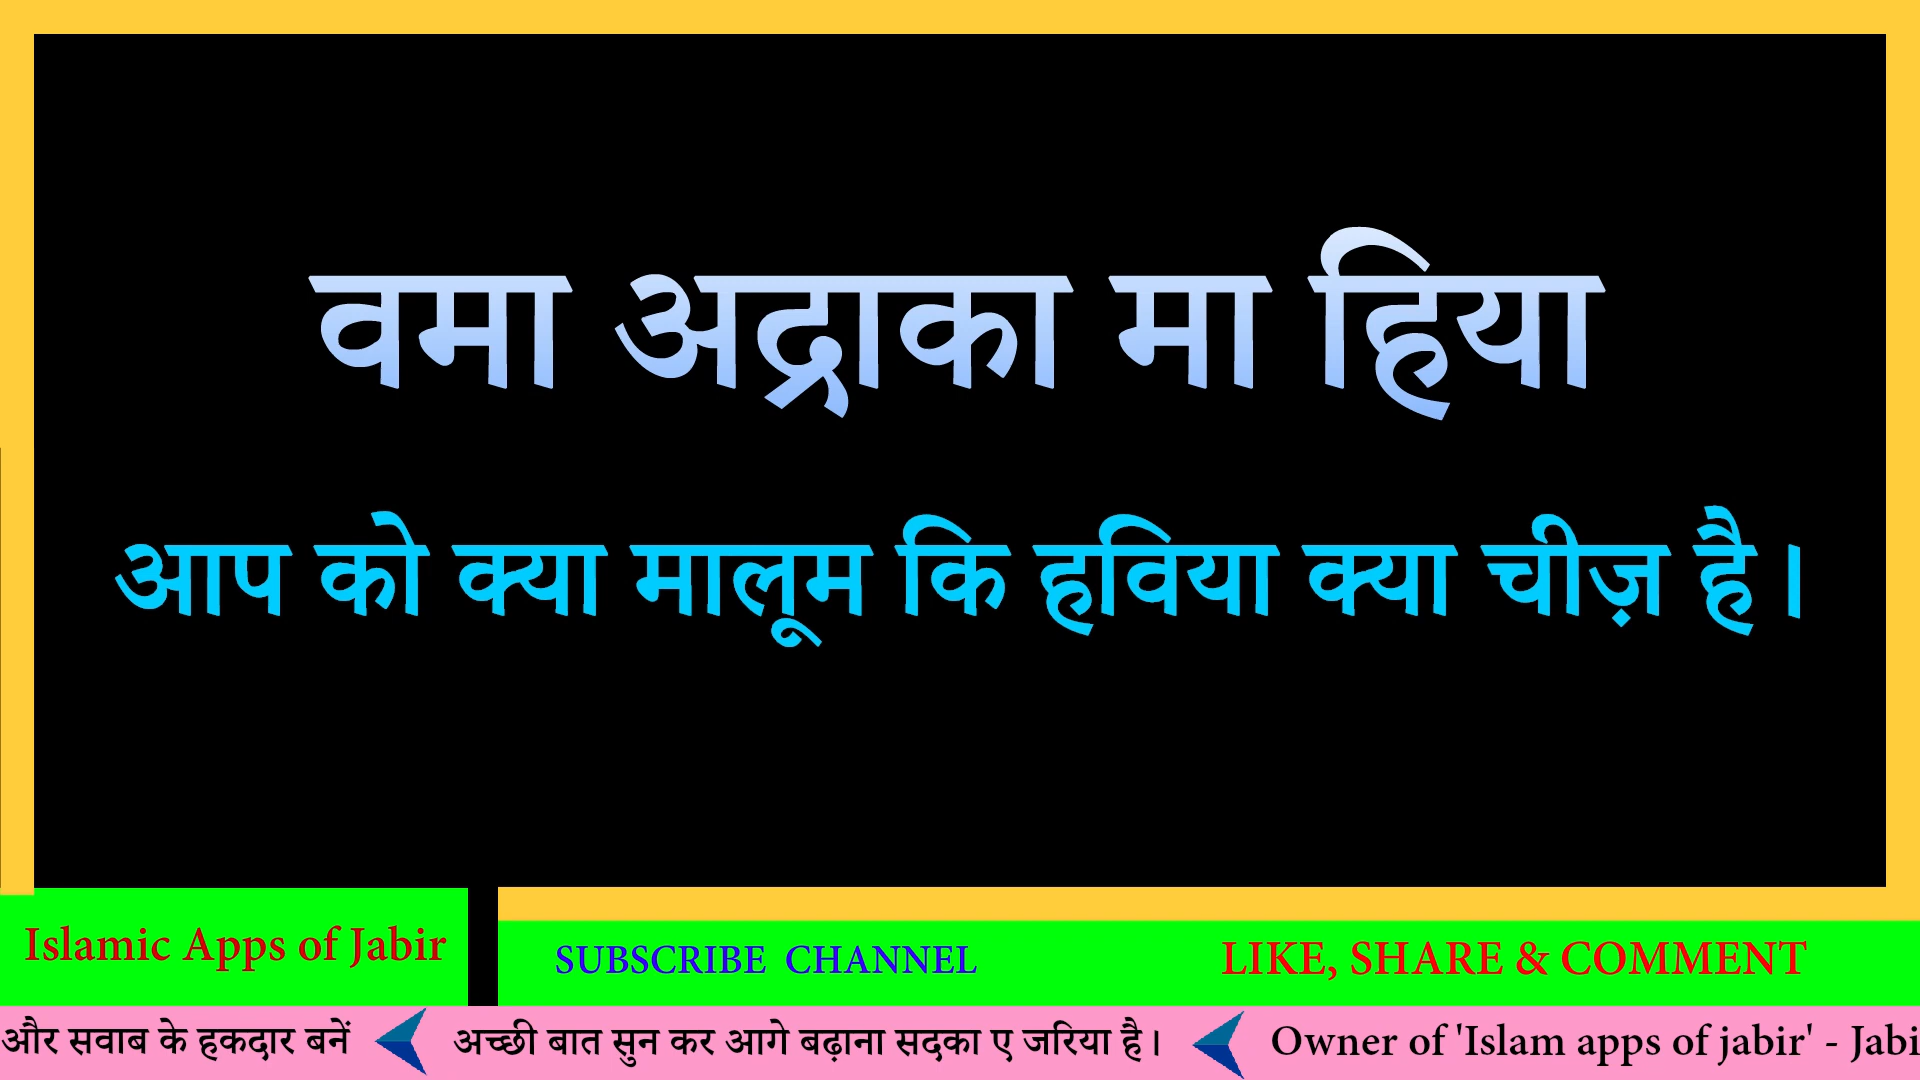 वमा अद्राका मा हिया
आप को क्या मालूम कि हविया क्या चीज़ है।
Islamic Apps of Jabir
SUBSCRIBE CHANNEL
LIKE, SHARE & COMMENT
और सवाब के हकदार बनें अच्छी बात सुन कर आगे बढ़ाना सदका ए जरिया है। Owner of 'Islam apps of jabir' - Jabi